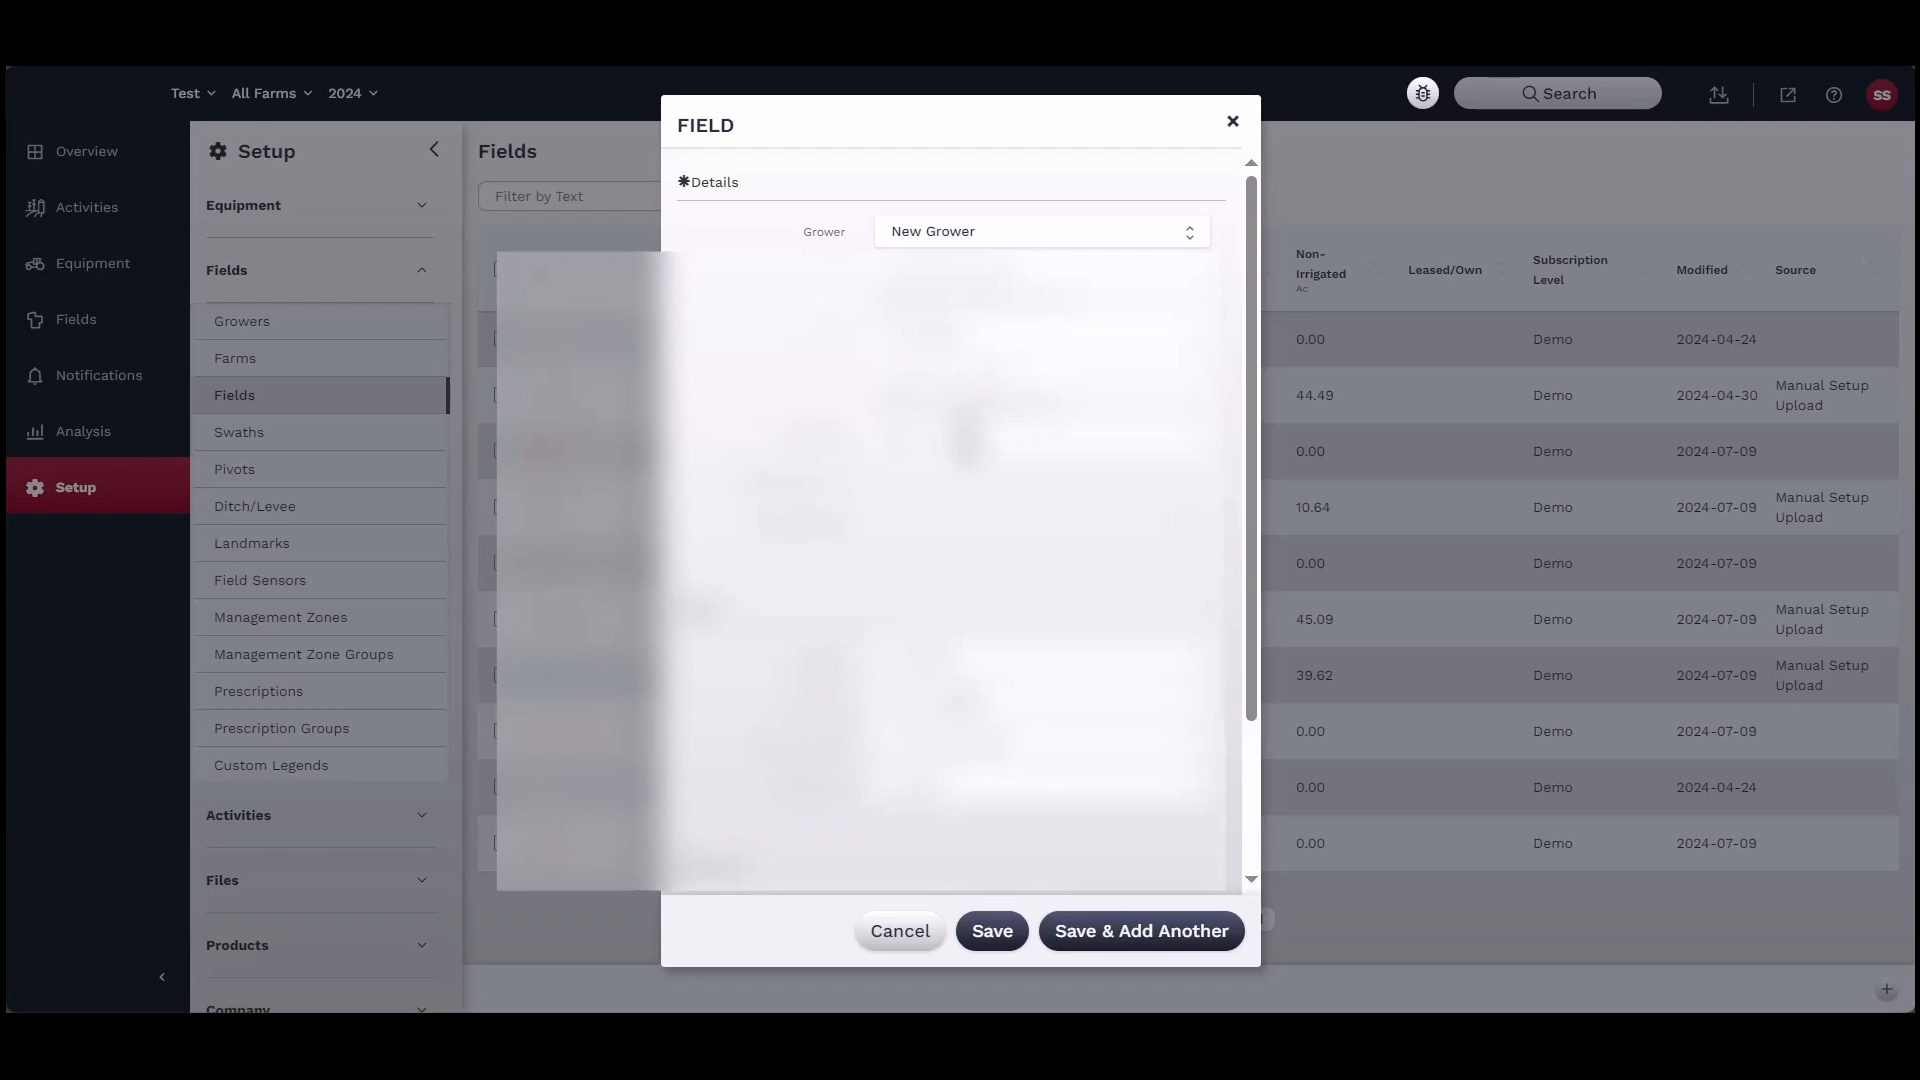 Test All Farms 2024 Search SS
Overview
Activities
Equipment
Fields
Notifications
Analysis
Setup
Setup
Equipment
Fields
Growers
Farms
Fields
Swaths
Pivots
Ditch/Levee
Landmarks
Field Sensors
Management Zones
Management Zone Groups
Prescriptions
Prescription Groups
Custom Legends
Activities
Files
Products
Company
Fields
Filter by Text
FIELD
Details
Grower New Grower
Cancel Save Save & Add Another
Non-
Irrigated
Ac
Leased/Own
Subscription
Level
Modified
Source
0.00 Demo 2024-04-24
44.49 Demo 2024-04-30 Manual Setup
Upload
0.00 Demo 2024-07-09
10.64 Demo 2024-07-09 Manual Setup
Upload
0.00 Demo 2024-07-09
45.09 Demo 2024-07-09 Manual Setup
Upload
39.62 Demo 2024-07-09 Manual Setup
Upload
0.00 Demo 2024-07-09
0.00 Demo 2024-04-24
0.00 Demo 2024-07-09